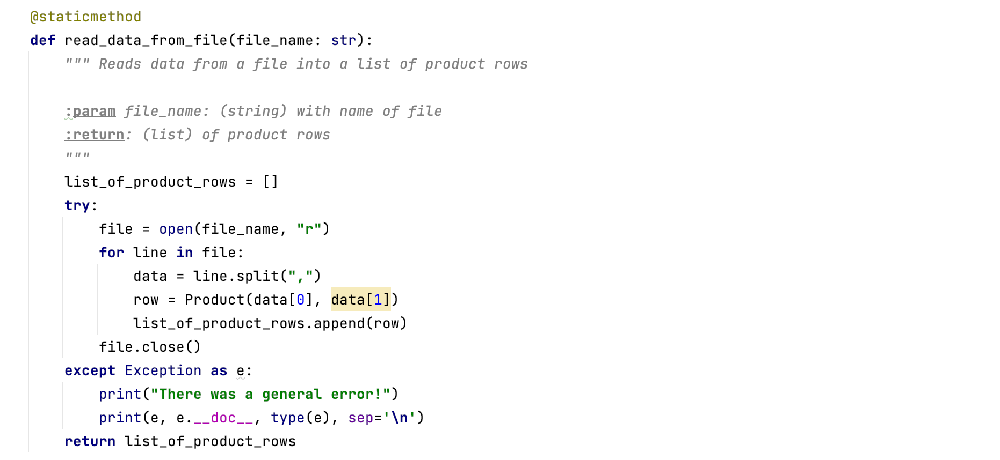 @staticmethod
def read_data_from_file(file_name: str):
    """ Reads data from a file into a list of product rows

    :param file_name: (string) with name of file
    :return: (list) of product rows
    """
    list_of_product_rows = []
    try:
        file = open(file_name, "r")
        for line in file:
            data = line.split(",")
            row = Product(data[0], data[1])
            list_of_product_rows.append(row)
        file.close()
    except Exception as e:
        print("There was a general error!")
        print(e, e.__doc__, type(e), sep='\n')
    return list_of_product_rows